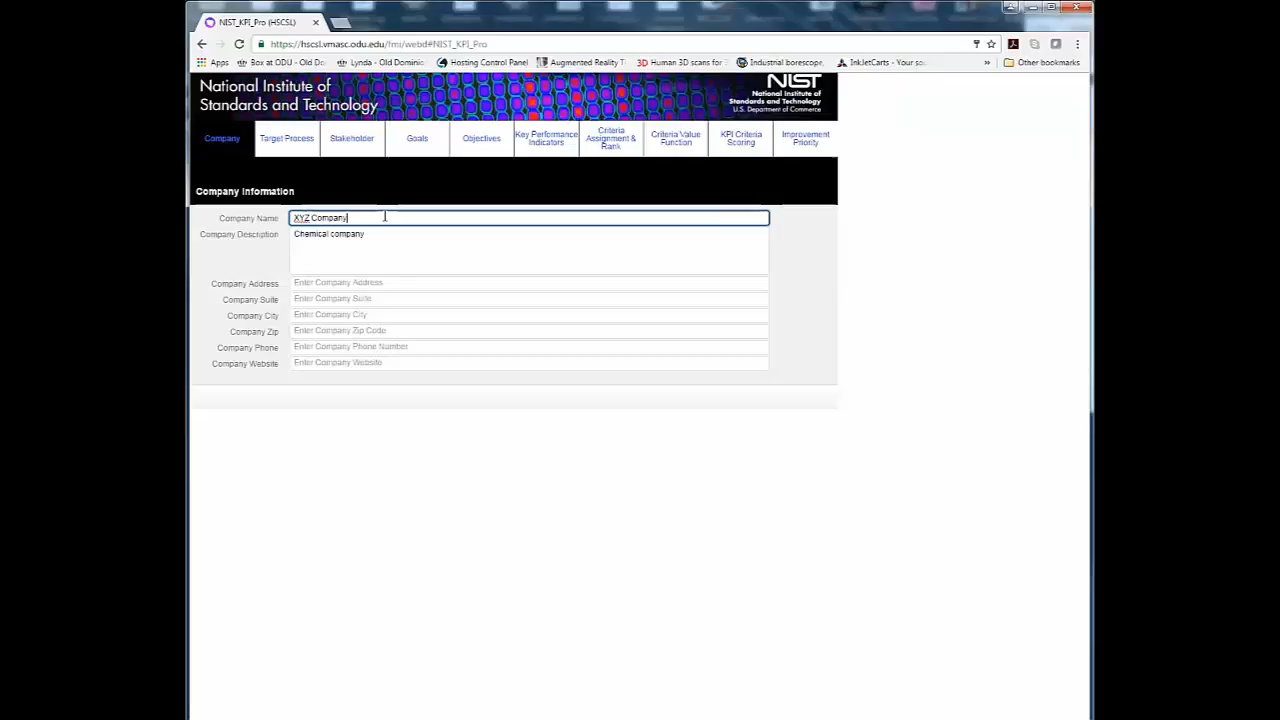 NIST_KPI_Pro (HSCSL)
https://hscsl.vmasc.odu.edu/fmi/webd#NIST_KPI_Pro
Apps Box at ODU - Old Do Lynda - Old Dominio Hosting Control Panel Augmented Reality T 3D Human 3D scans for Industrial borescope, InkJetCarts - Your so » Other bookmarks
National Institute of
Standards and Technology
NIST
National Institute of
Standards and Technology
U.S. Department of Commerce
Company Target Process Stakeholder Goals Objectives Key Performance Indicators Criteria Assignment & Rank Criteria Value Function KPI Criteria Scoring Improvement Priority
Company Information
Company Name XYZ Company
Company Description Chemical company
Company Address Enter Company Address
Company Suite Enter Company Suite
Company City Enter Company City
Company Zip Enter Company Zip Code
Company Phone Enter Company Phone Number
Company Website Enter Company Website